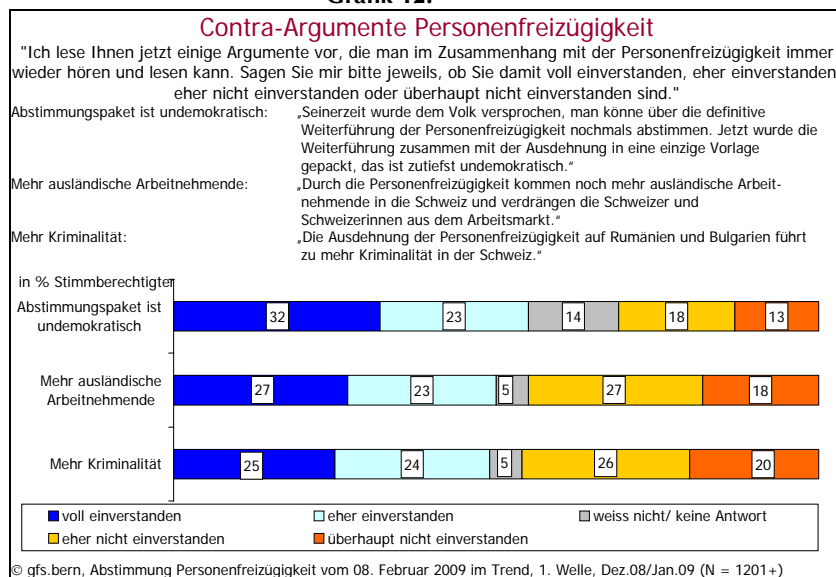 Grafik 12:
Contra-Argumente Personenfreizügigkeit
"Ich lese Ihnen jetzt einige Argumente vor, die man im Zusammenhang mit der Personenfreizügigkeit immer
wieder hören und lesen kann. Sagen Sie mir bitte jeweils, ob Sie damit voll einverstanden, eher einverstanden
eher nicht einverstanden oder überhaupt nicht einverstanden sind."
Abstimmungspaket ist undemokratisch: „Seinerzeit wurde dem Volk versprochen, man könne über die definitive
Weiterführung der Personenfreizügigkeit nochmals abstimmen. Jetzt wurde die
Weiterführung zusammen mit der Ausdehnung in eine einzige Vorlage
gepackt, das ist zutiefst undemokratisch.“
Mehr ausländische Arbeitnehmende: „Durch die Personenfreizügigkeit kommen noch mehr ausländische Arbeit-
nehmende in die Schweiz und verdrängen die Schweizer und
Schweizerinnen aus dem Arbeitsmarkt.“
Mehr Kriminalität: „Die Ausdehnung der Personenfreizügigkeit auf Rumänien und Bulgarien führt
zu mehr Kriminalität in der Schweiz.“
in % Stimmberechtigter
Abstimmungspaket ist
undemokratisch
32 23 14 18 13
Mehr ausländische
Arbeitnehmende
27 23 5 27 18
Mehr Kriminalität
25 24 5 26 20
voll einverstanden eher einverstanden weiss nicht/ keine Antwort
eher nicht einverstanden überhaupt nicht einverstanden
© gfs.bern, Abstimmung Personenfreizügigkeit vom 08. Februar 2009 im Trend, 1. Welle, Dez.08/Jan.09 (N = 1201+)